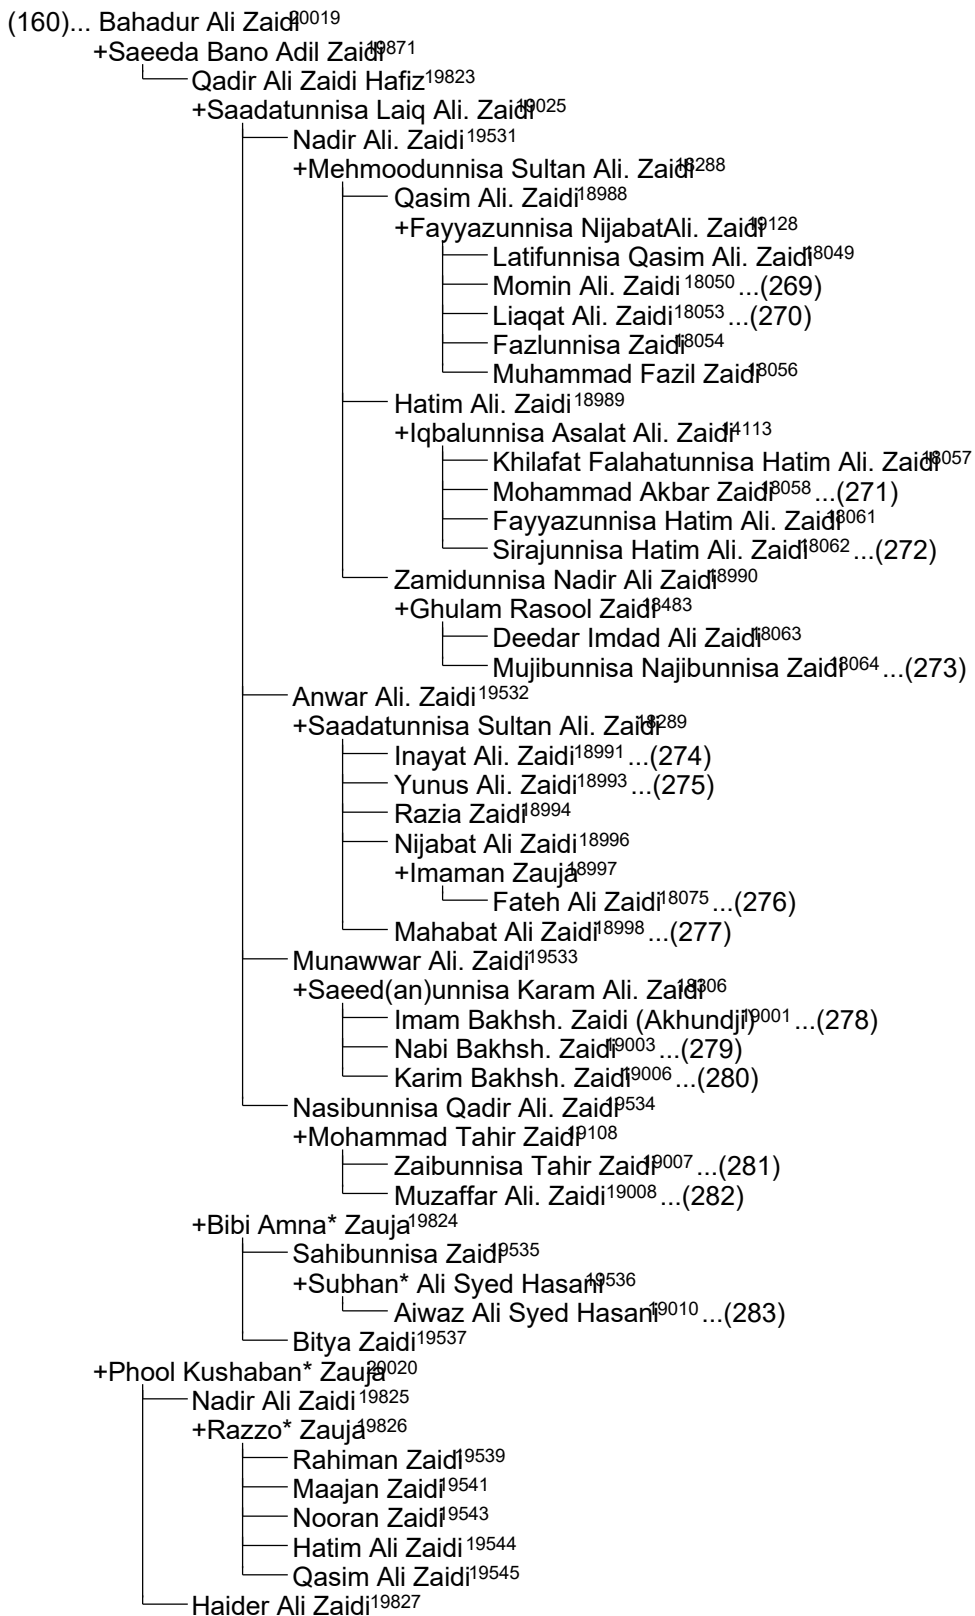 (160)... Bahadur Ali Zaidi20019
+Saeeda Bano Adil Zaidi19871
Qadir Ali Zaidi Hafiz19823
+Saadatunnisa Laiq Ali. Zaidi19025
Nadir Ali. Zaidi19531
+Mehmoodunnisa Sultan Ali. Zaidi18288
Qasim Ali. Zaidi18988
+Fayyazunnisa NijabatAli. Zaidi19128
Latifunnisa Qasim Ali. Zaidi18049
Momin Ali. Zaidi18050...(269)
Liaqat Ali. Zaidi18053...(270)
Fazlunnisa Zaidi18054
Muhammad Fazil Zaidi18056
Hatim Ali. Zaidi18989
+Iqbalunnisa Asalat Ali. Zaidi14113
Khilafat Falahatunnisa Hatim Ali. Zaidi18057
Mohammad Akbar Zaidi18058...(271)
Fayyazunnisa Hatim Ali. Zaidi18061
Sirajunnisa Hatim Ali. Zaidi18062...(272)
Zamidunnisa Nadir Ali Zaidi18990
+Ghulam Rasool Zaidi18483
Deedar Imdad Ali Zaidi18063
Mujibunnisa Najibunnisa Zaidi18064...(273)
Anwar Ali. Zaidi19532
+Saadatunnisa Sultan Ali. Zaidi18289
Inayat Ali. Zaidi18991...(274)
Yunus Ali. Zaidi18993...(275)
Razia Zaidi18994
Nijabat Ali Zaidi18996
+Imaman Zauja18997
Fateh Ali Zaidi18075...(276)
Mahabat Ali Zaidi18998...(277)
Munawwar Ali. Zaidi19533
+Saeed(an)unnisa Karam Ali. Zaidi18306
Imam Bakhsh. Zaidi (Akhundji)19001...(278)
Nabi Bakhsh. Zaidi19003...(279)
Karim Bakhsh. Zaidi19006...(280)
Nasibunnisa Qadir Ali. Zaidi19534
+Mohammad Tahir Zaidi19108
Zaibunnisa Tahir Zaidi19007...(281)
Muzaffar Ali. Zaidi19008...(282)
+Bibi Amna* Zauja19824
Sahibunnisa Zaidi19535
+Subhan* Ali Syed Hasani19536
Aiwaz Ali Syed Hasani19010...(283)
Bitya Zaidi19537
+Phool Kushaban* Zauja20020
Nadir Ali Zaidi19825
+Razzo* Zauja19826
Rahiman Zaidi19539
Maajan Zaidi19541
Nooran Zaidi19543
Hatim Ali Zaidi19544
Qasim Ali Zaidi19545
Haider Ali Zaidi19827